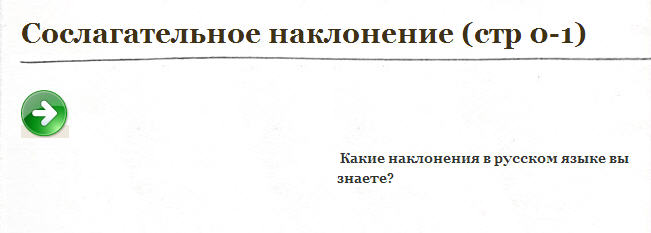 Сослагательное наклонение (стр 0-1)
Какие наклонения в русском языке вы
знаете?